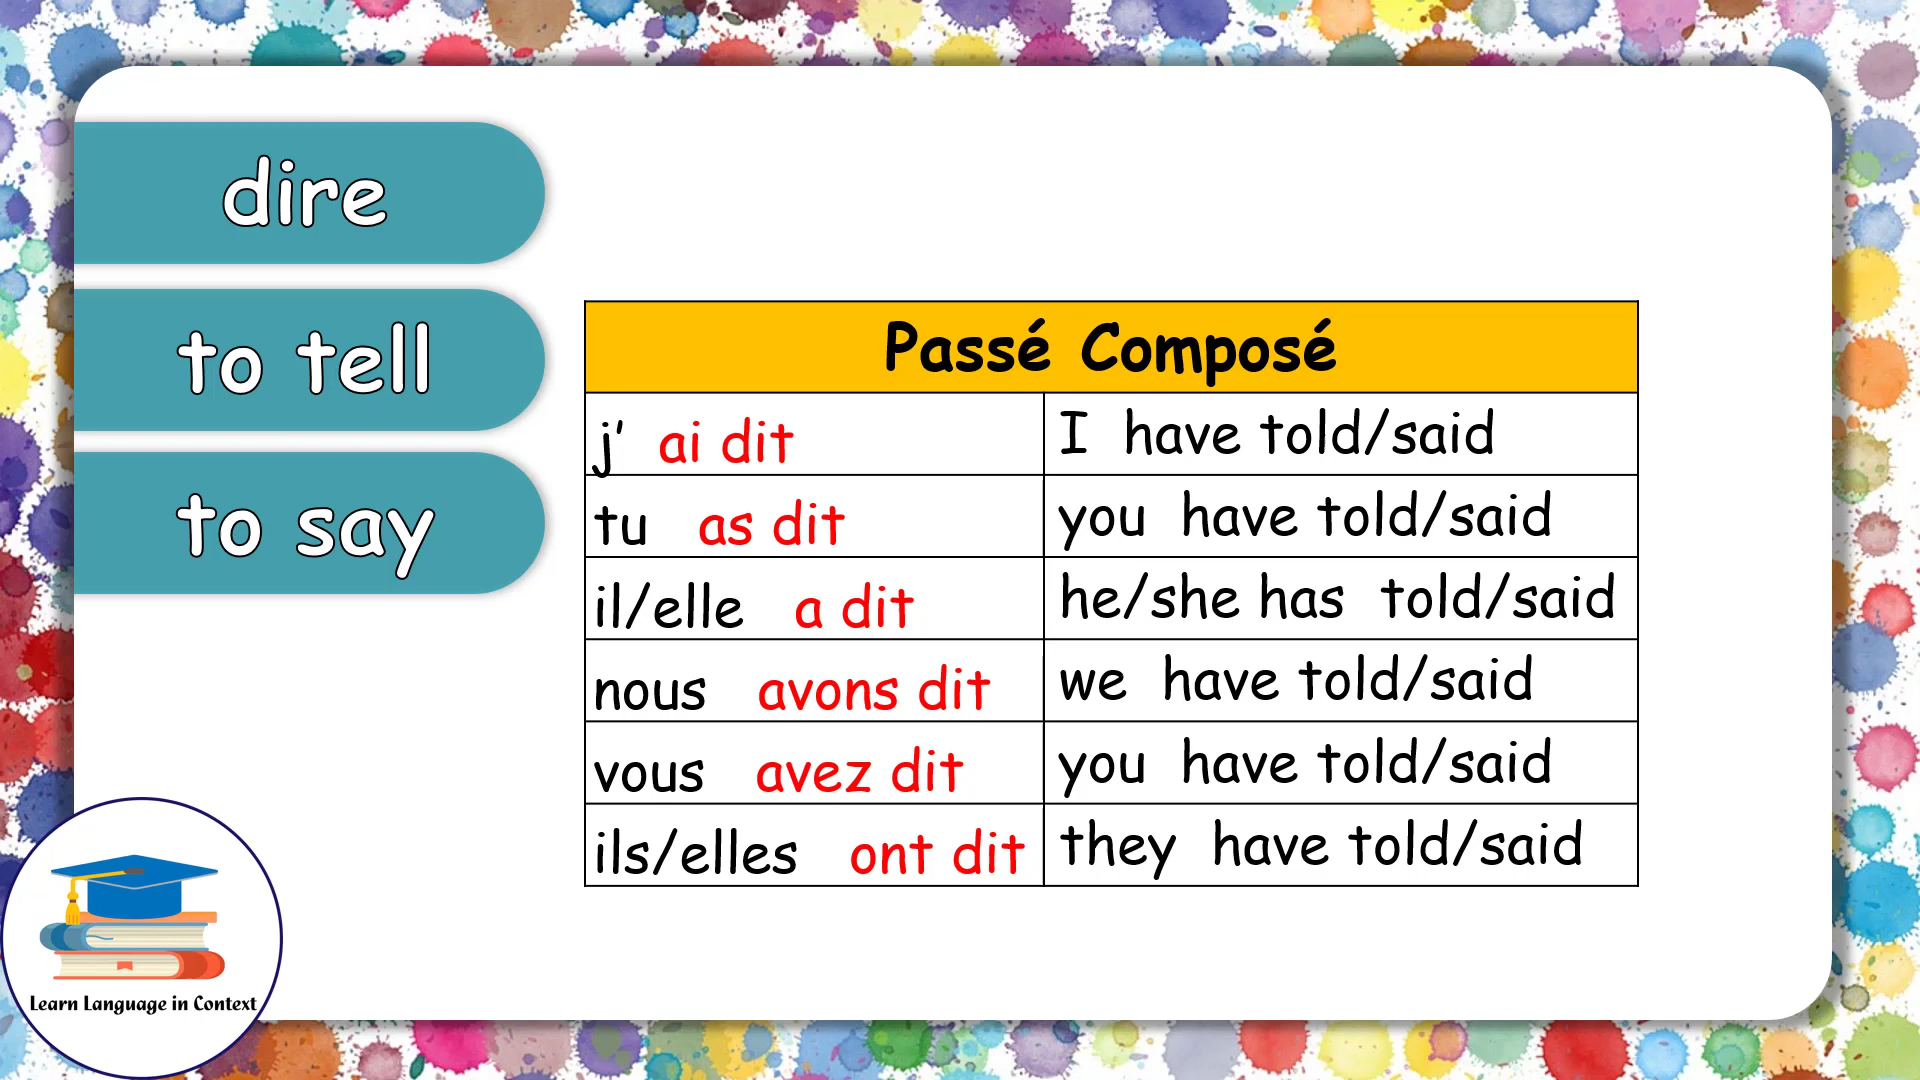 dire
to tell
to say
Passé Composé
j’ ai dit I have told/said
tu as dit you have told/said
il/elle a dit he/she has told/said
nous avons dit we have told/said
vous avez dit you have told/said
ils/elles ont dit they have told/said
Learn Language in Context